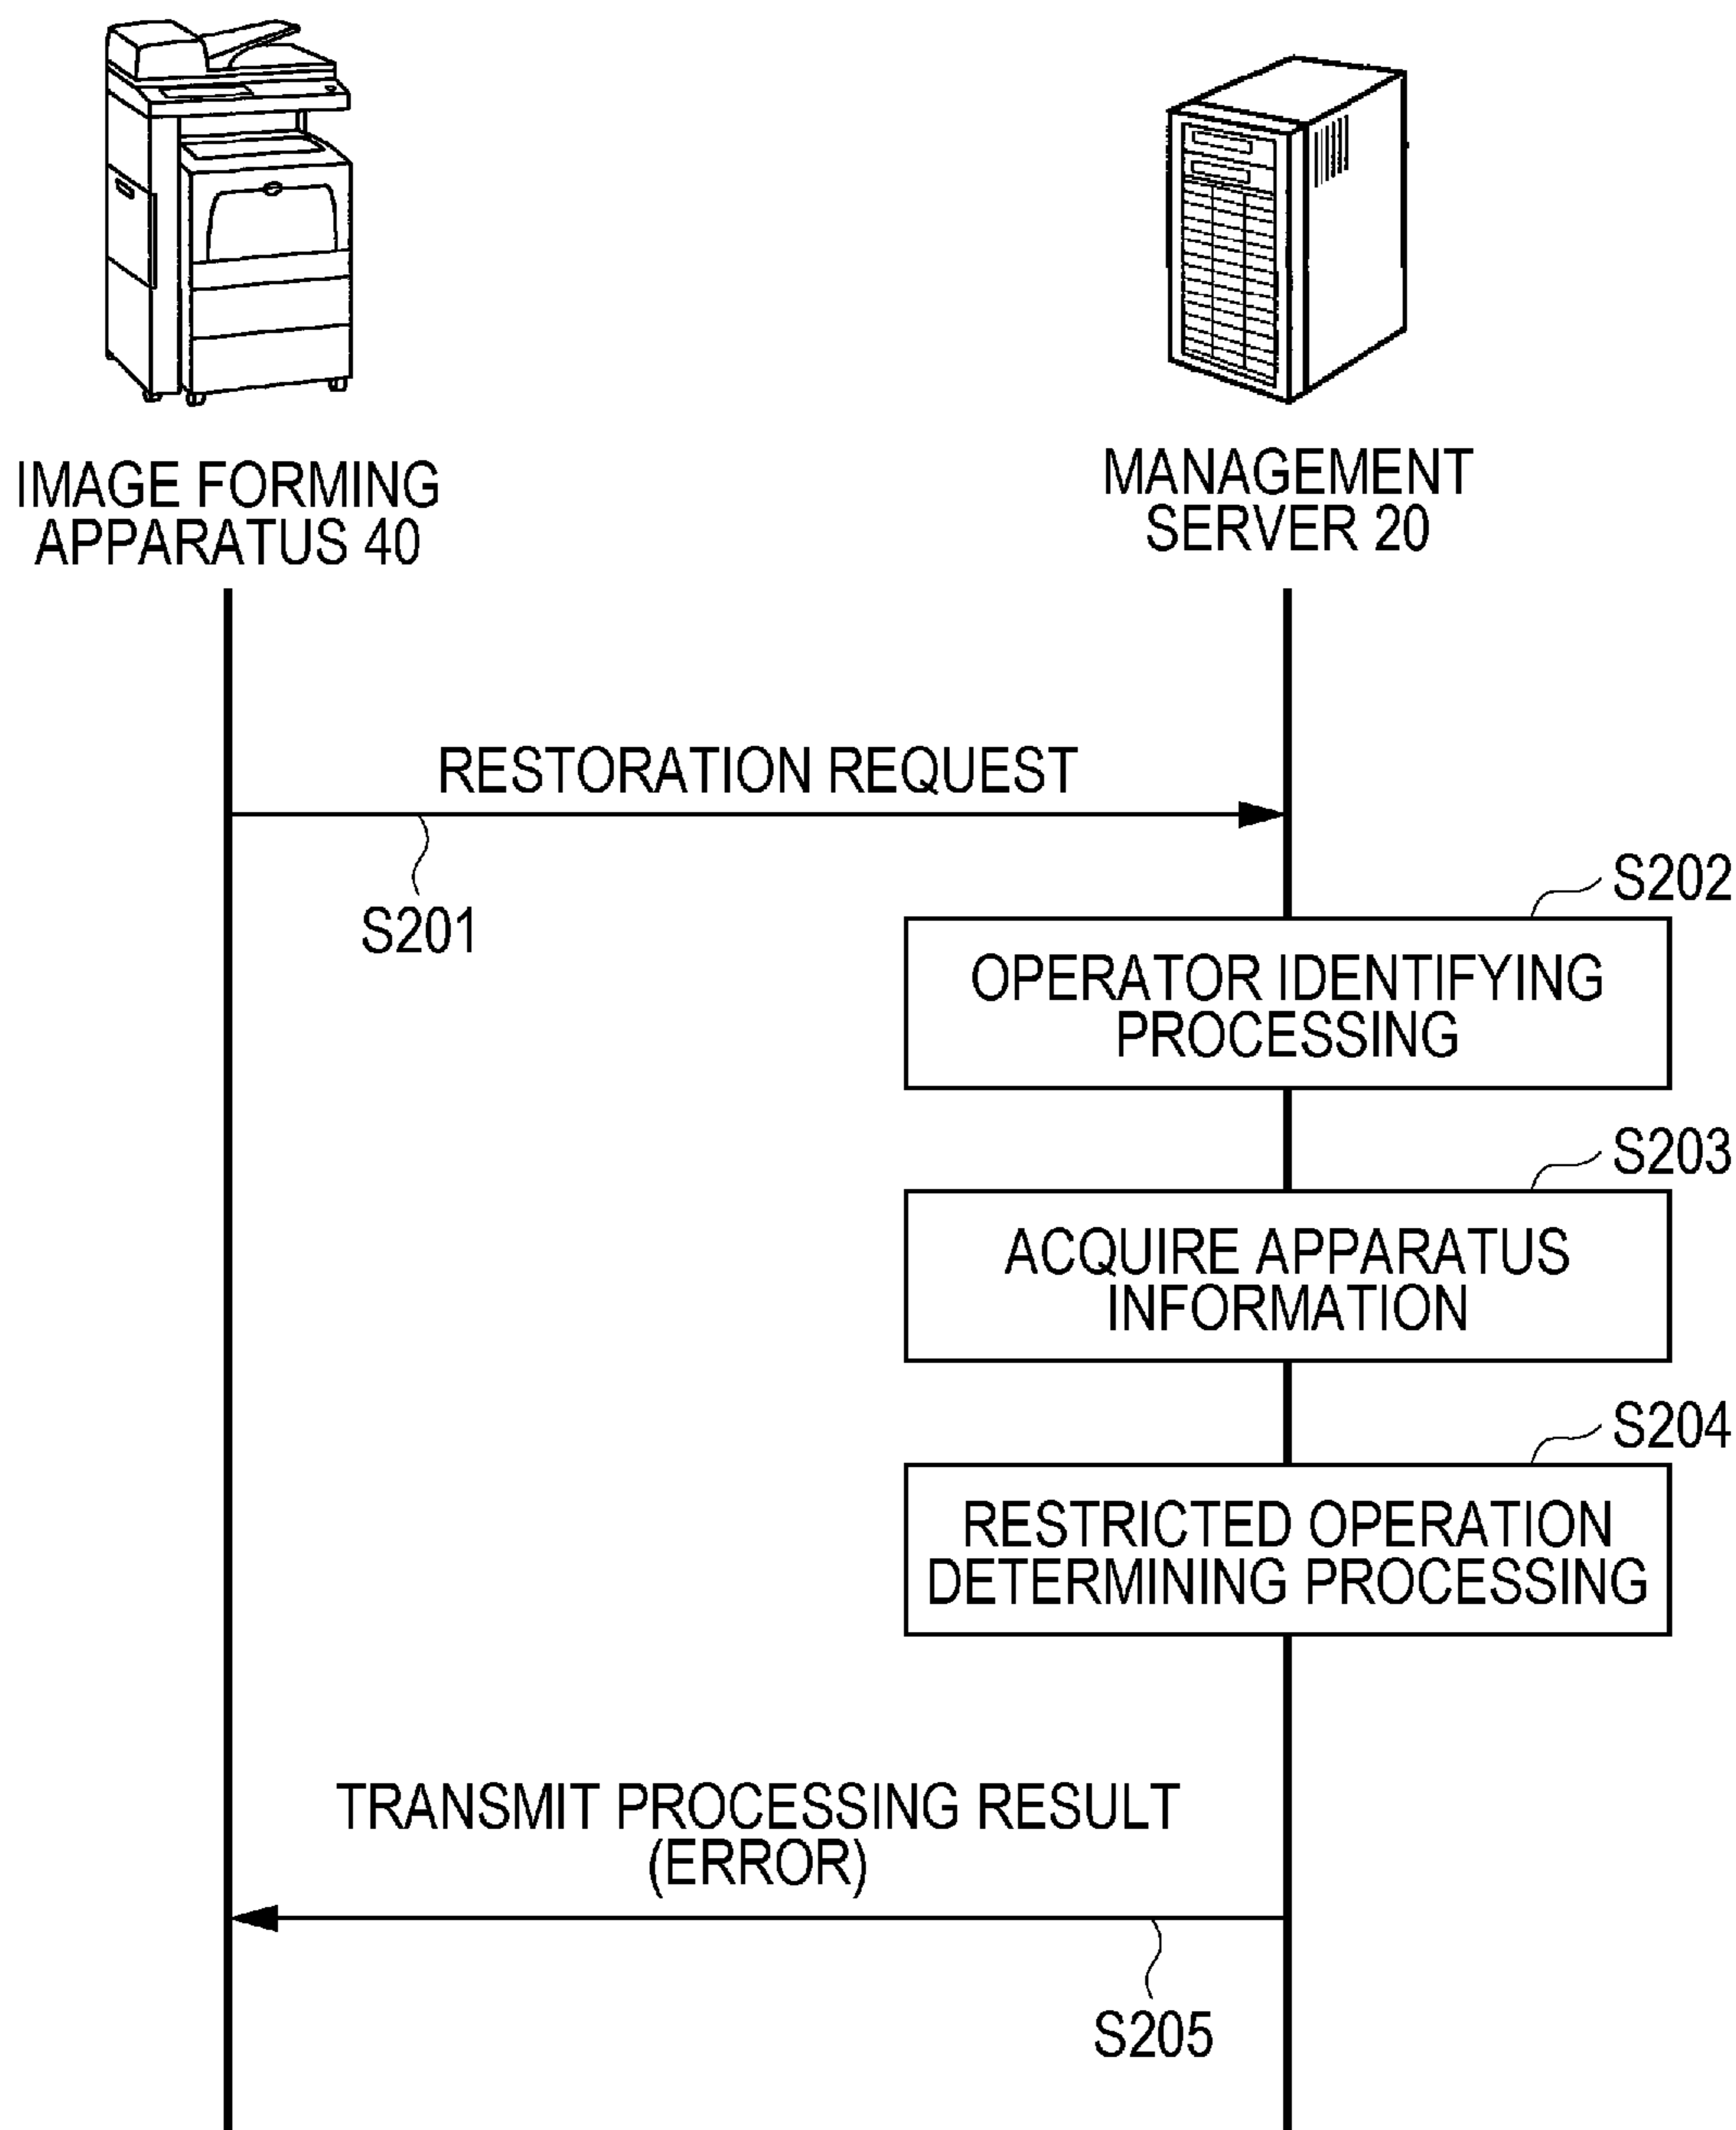 IMAGE FORMING
APPARATUS 40
MANAGEMENT
SERVER 20
RESTORATION REQUEST
S201
S202
OPERATOR IDENTIFYING
PROCESSING
S203
ACQUIRE APPARATUS
INFORMATION
S204
RESTRICTED OPERATION
DETERMINING PROCESSING
TRANSMIT PROCESSING RESULT
(ERROR)
S205